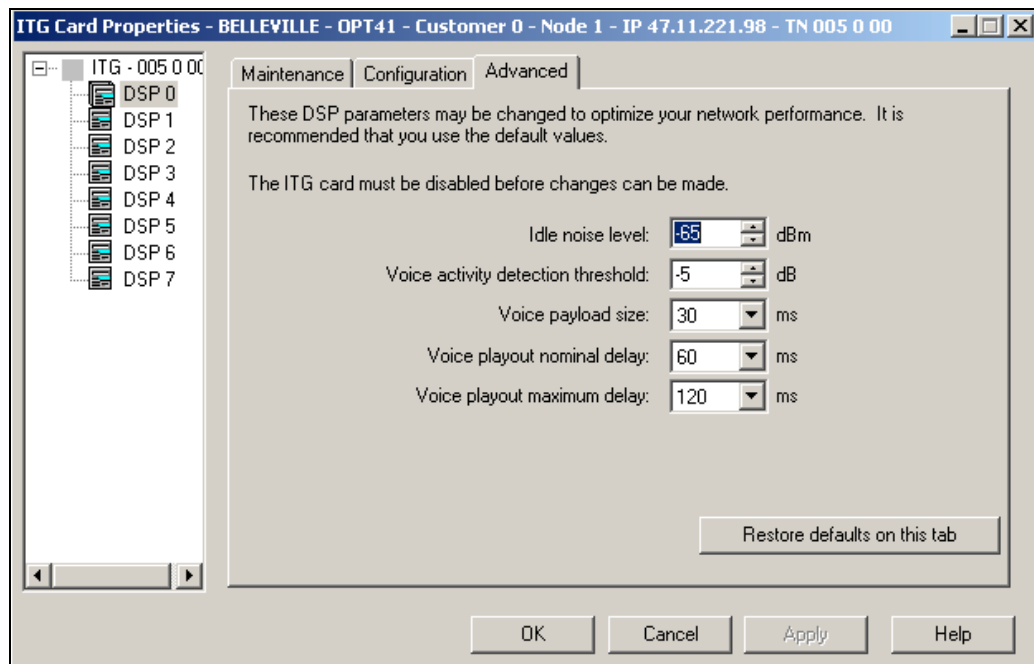 ITG Card Properties - BELLEVILLE - OPT41 - Customer 0 - Node 1 - IP 47.11.221.98 - TN 005 0 00
ITG - 005 0 00
DSP 0
DSP 1
DSP 2
DSP 3
DSP 4
DSP 5
DSP 6
DSP 7
Maintenance Configuration Advanced
These DSP parameters may be changed to optimize your network performance. It is
recommended that you use the default values.
The ITG card must be disabled before changes can be made.
Idle noise level: -65 dBm
Voice activity detection threshold: -5 dB
Voice payload size: 30 ms
Voice playout nominal delay: 60 ms
Voice playout maximum delay: 120 ms
Restore defaults on this tab
OK Cancel Apply Help